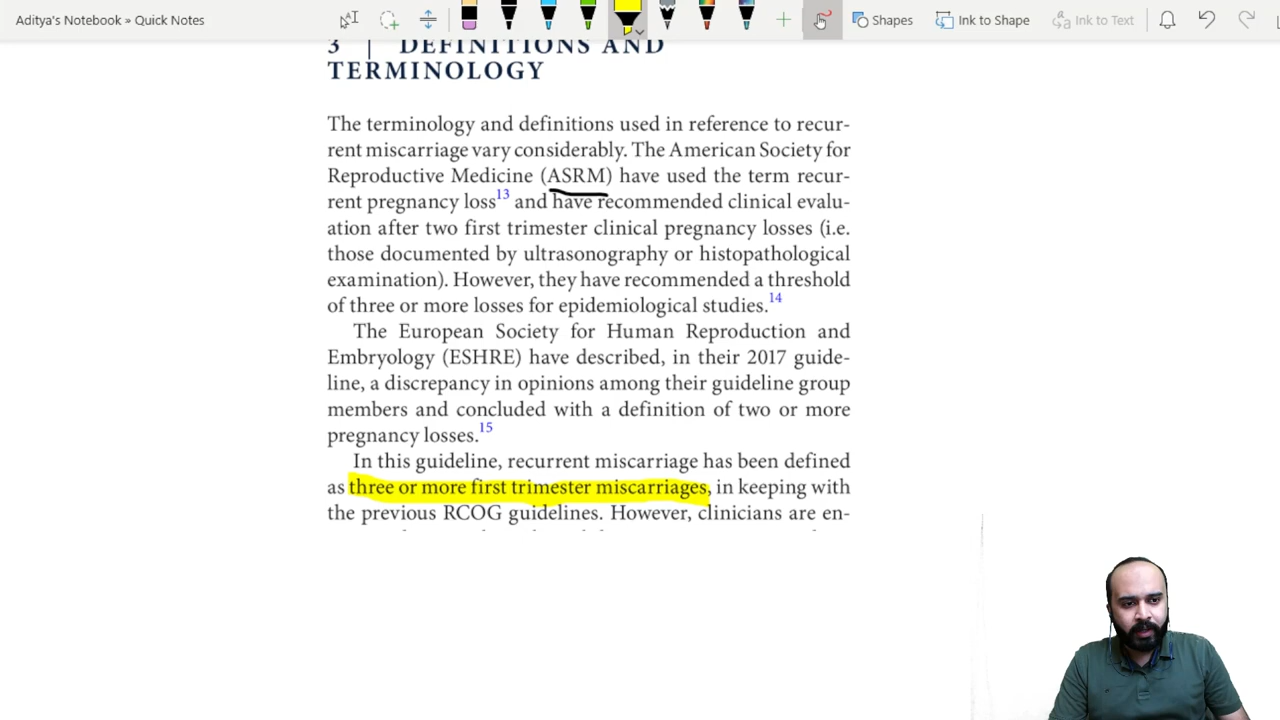 Aditya's Notebook » Quick Notes
Shapes
Ink to Shape
Ink to Text
3 | DEFINITIONS AND
TERMINOLOGY
The terminology and definitions used in reference to recur-
rent miscarriage vary considerably. The American Society for
Reproductive Medicine (ASRM) have used the term recur-
rent pregnancy loss13 and have recommended clinical evalu-
ation after two first trimester clinical pregnancy losses (i.e.
those documented by ultrasonography or histopathological
examination). However, they have recommended a threshold
of three or more losses for epidemiological studies.14
The European Society for Human Reproduction and
Embryology (ESHRE) have described, in their 2017 guide-
line, a discrepancy in opinions among their guideline group
members and concluded with a definition of two or more
pregnancy losses.15
In this guideline, recurrent miscarriage has been defined
as three or more first trimester miscarriages, in keeping with
the previous RCOG guidelines. However, clinicians are en-